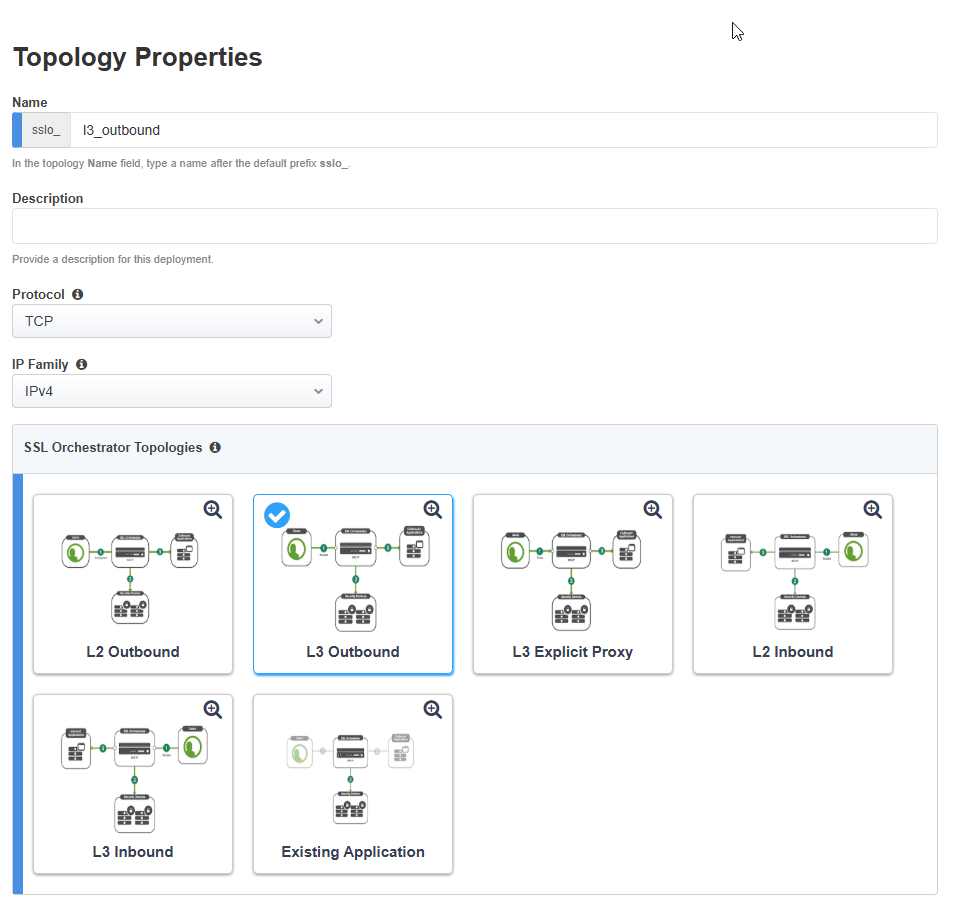 Topology Properties
Name
sslo_ l3_outbound
In the topology Name field, type a name after the default prefix sslo_.
Description
Provide a description for this deployment.
Protocol
TCP
IP Family
IPv4
SSL Orchestrator Topologies
L2 Outbound
L3 Outbound
L3 Explicit Proxy
L2 Inbound
L3 Inbound
Existing Application